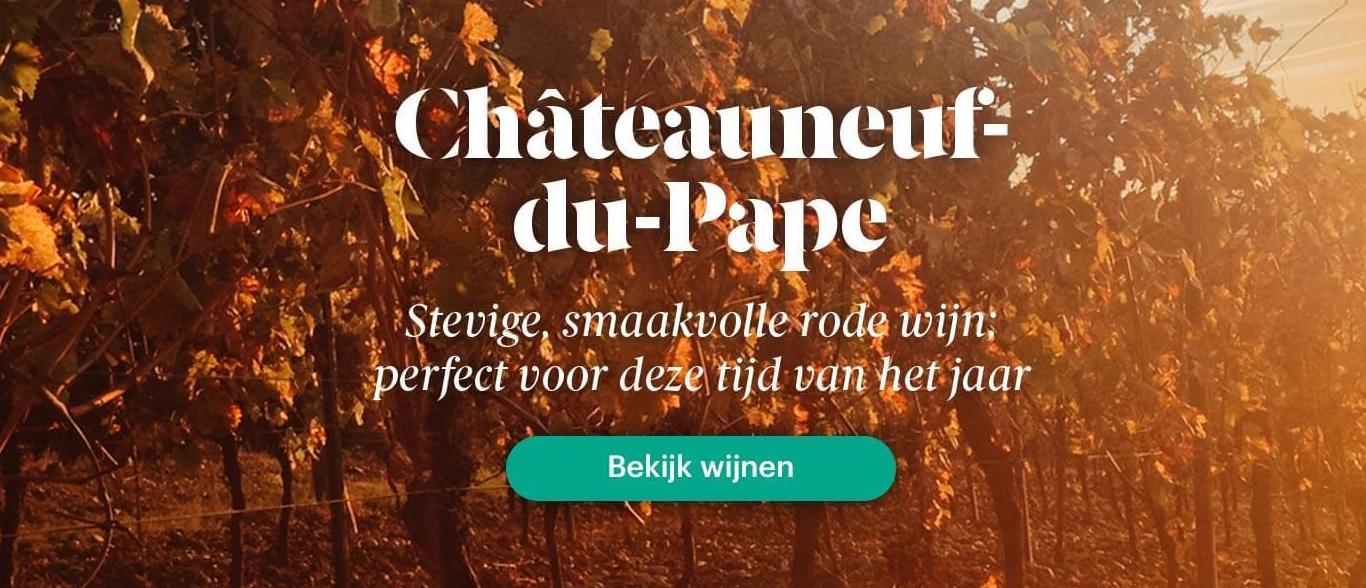 Châteauneuf-
du-Pape
Stevige, smaakvolle rode wijn;
perfect voor deze tijd van het jaar
Bekijk wijnen